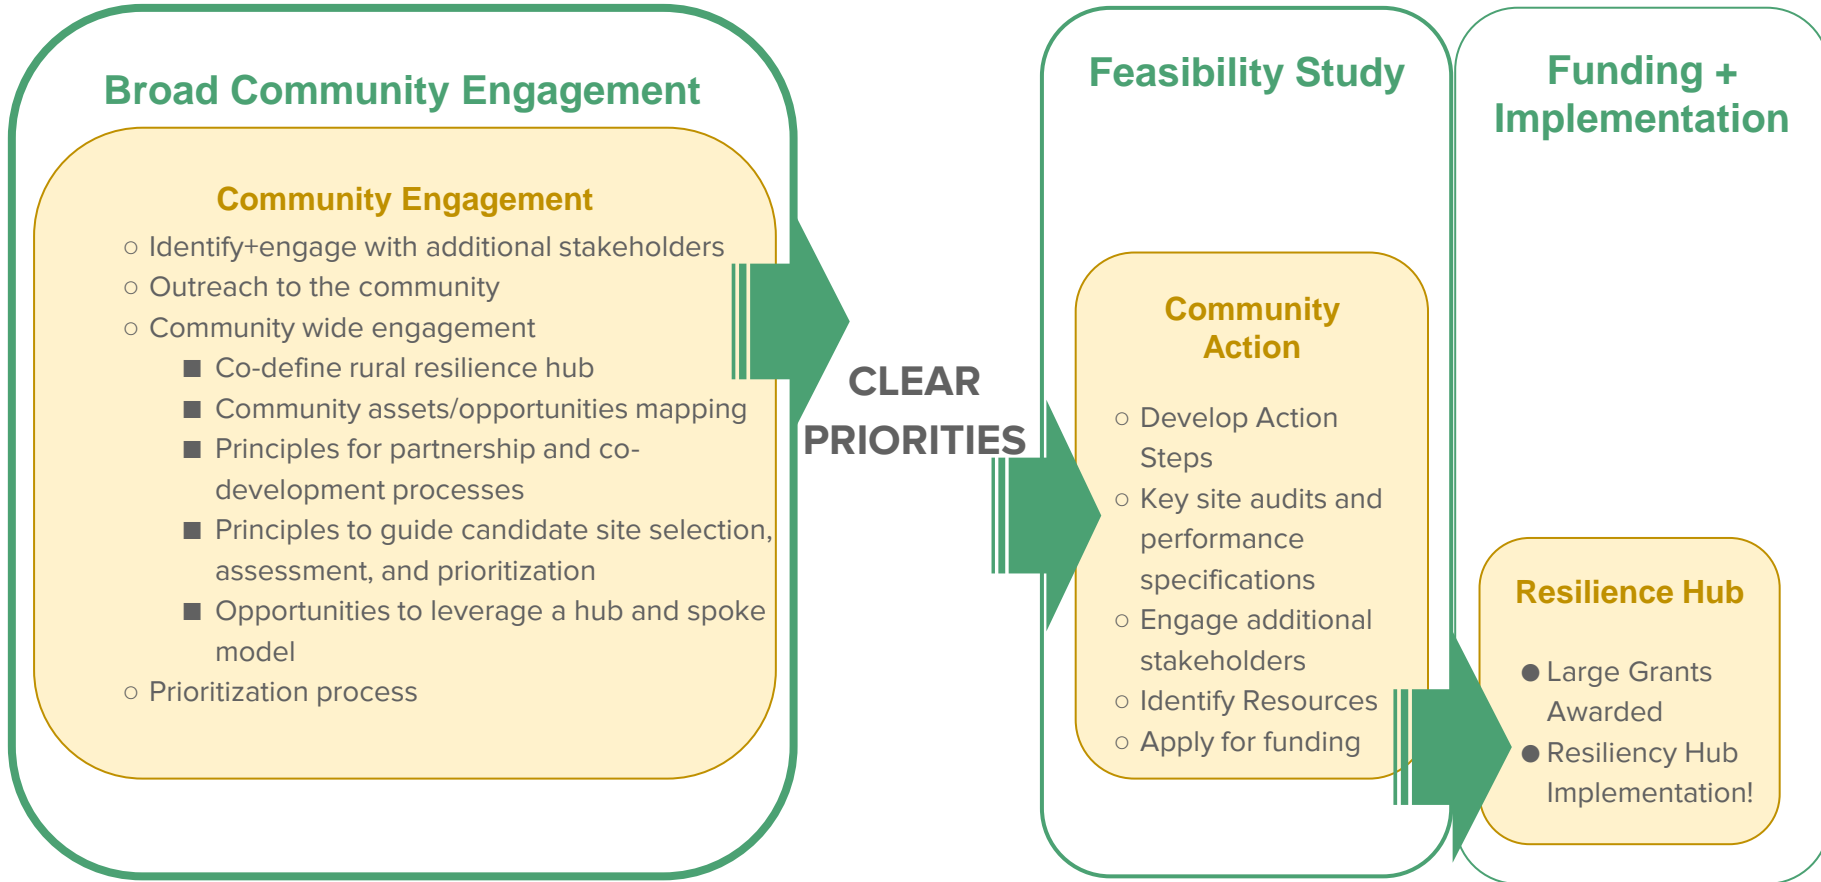 Broad Community Engagement
Community Engagement
○ Identify+engage with additional stakeholders
○ Outreach to the community
○ Community wide engagement
■ Co-define rural resilience hub
■ Community assets/opportunities mapping
■ Principles for partnership and co-
development processes
■ Principles to guide candidate site selection,
assessment, and prioritization
■ Opportunities to leverage a hub and spoke
model
○ Prioritization process
CLEAR
PRIORITIES
Feasibility Study
Community
Action
○ Develop Action
Steps
○ Key site audits and
performance
specifications
○ Engage additional
stakeholders
○ Identify Resources
○ Apply for funding
Funding +
Implementation
Resilience Hub
● Large Grants
Awarded
● Resiliency Hub
Implementation!